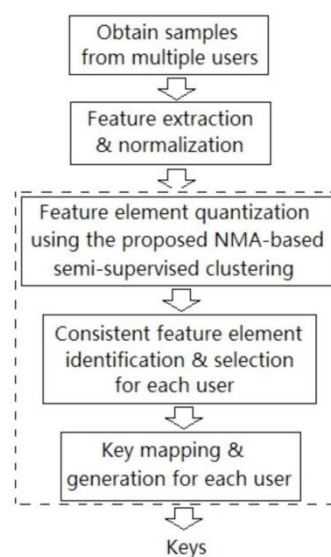 Obtain samples
from multiple users
Feature extraction
& normalization
Feature element quantization
using the proposed NMA-based
semi-supervised clustering
Consistent feature element
identification & selection
for each user
Key mapping &
generation for each user
Keys